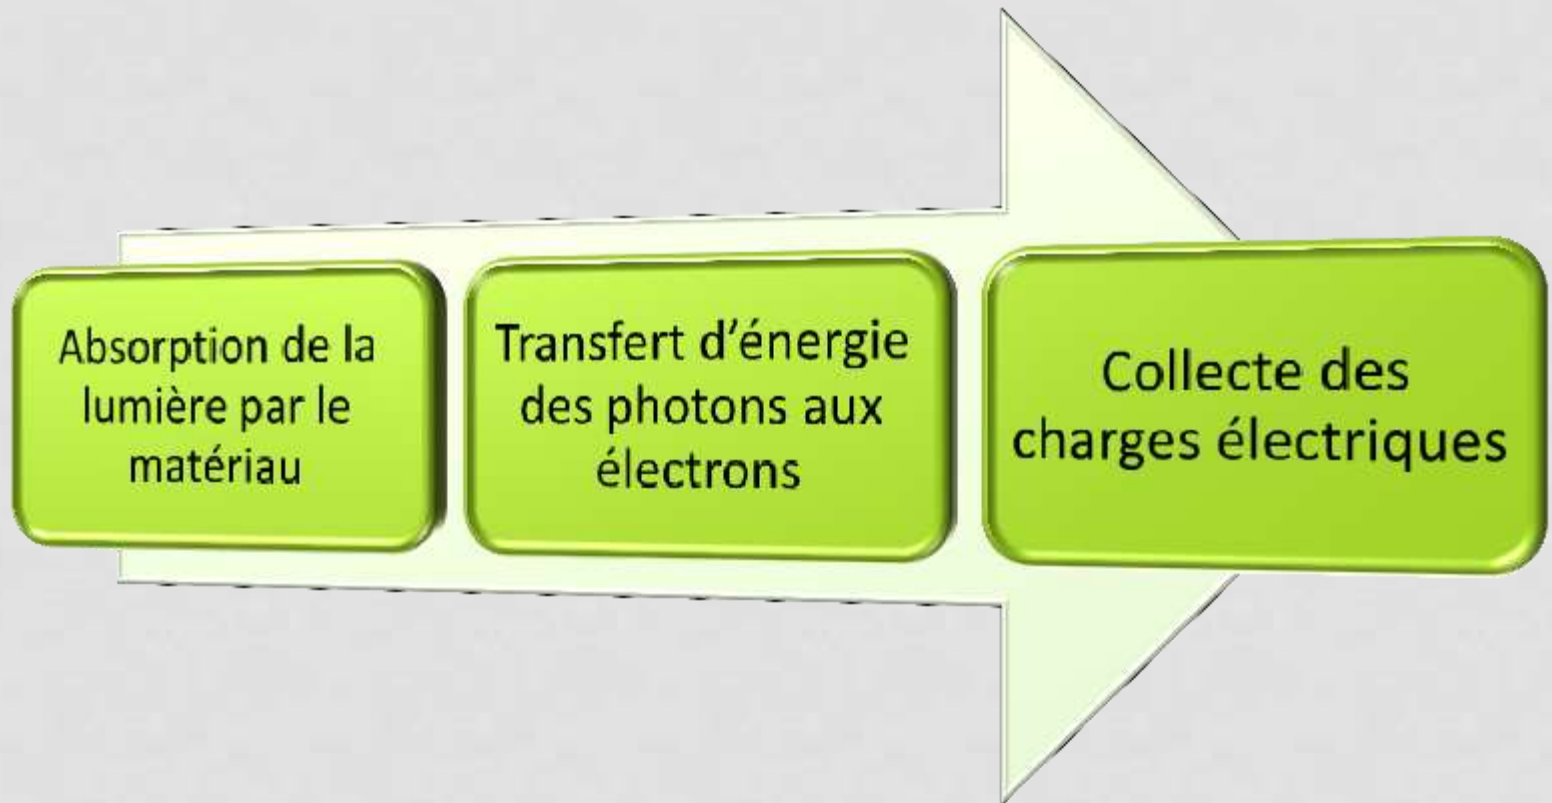 Absorption de la
lumière par le
matériau
Transfert d'énergie
des photons aux
électrons
Collecte des
charges électriques